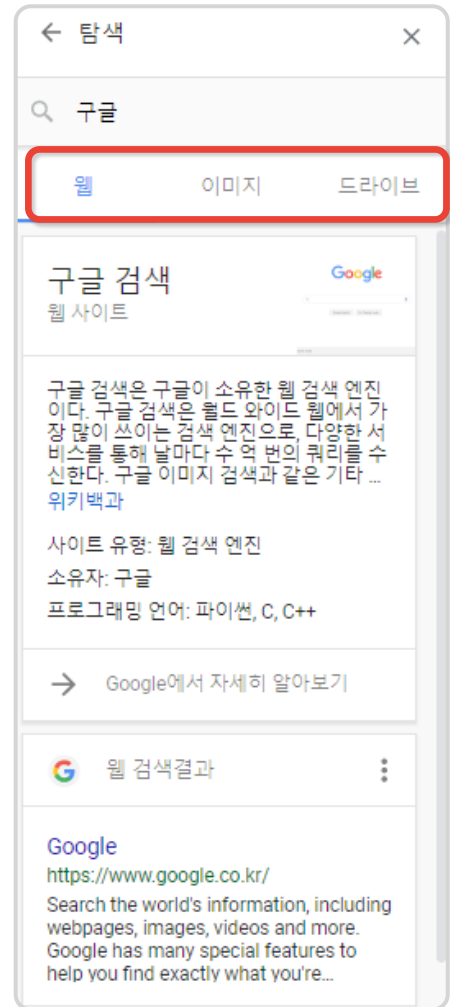 탐색
구글
웹 이미지 드라이브
구글 검색
Google
웹 사이트
구글 검색은 구글이 소유한 웹 검색 엔진
이다. 구글 검색은 월드 와이드 웹에서 가
장 많이 쓰이는 검색 엔진으로, 다양한 서
비스를 통해 날마다 수 억 번의 쿼리를 수
신한다. 구글 이미지 검색과 같은 기타 ...
위키백과
사이트 유형: 웹 검색 엔진
소유자: 구글
프로그래밍 언어: 파이썬, C, C++
Google에서 자세히 알아보기
G 웹 검색결과
Google
https://www.google.co.kr/
Search the world's information, including
webpages, images, videos and more.
Google has many special features to
help you find exactly what you're...